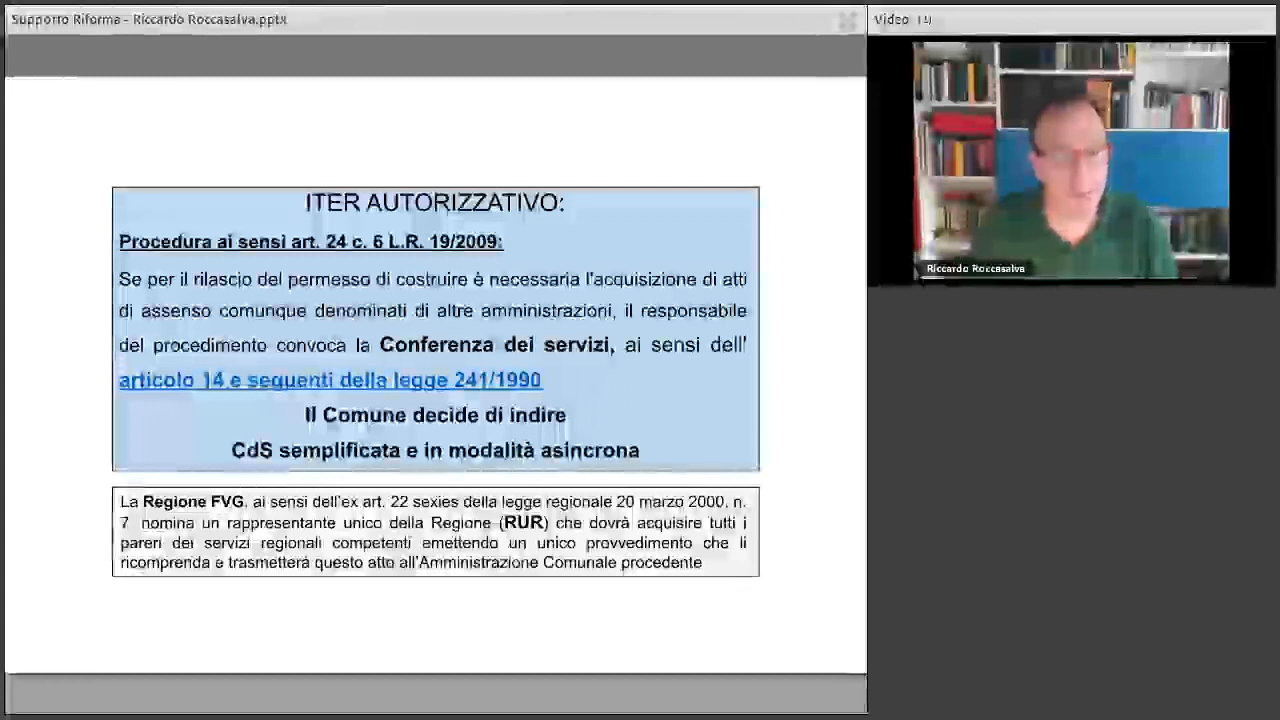 Supporto Riforma - Riccardo Roccasalva.pptx
Video
Riccardo Roccasalva
ITER AUTORIZZATIVO:
Procedura ai sensi art. 24 c. 6 L.R. 19/2009:
Se per il rilascio del permesso di costruire è necessaria l'acquisizione di atti
di assenso comunque denominati di altre amministrazioni, il responsabile
del procedimento convoca la Conferenza dei servizi, ai sensi dell'
articolo 14 e seguenti della legge 241/1990
Il Comune decide di indire
CdS semplificata e in modalità asincrona
La Regione FVG, ai sensi dell'ex art. 22 sexies della legge regionale 20 marzo 2000, n.
7 nomina un rappresentante unico della Regione (RUR) che dovrà acquisire tutti i
pareri dei servizi regionali competenti emettendo un unico provvedimento che li
ricomprenda e trasmetterà questo atto all'Amministrazione Comunale procedente